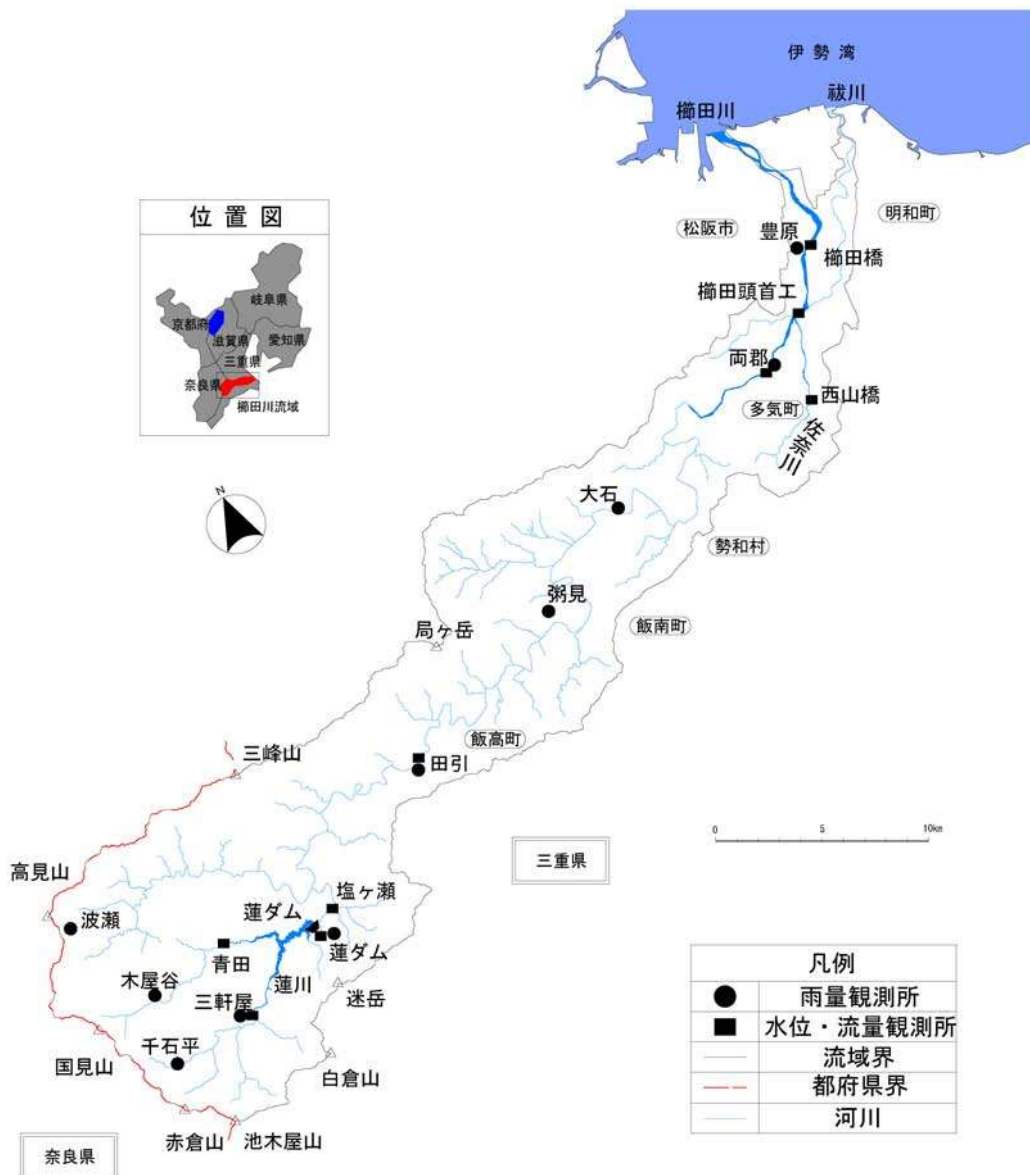 伊勢湾
祓川
櫛田川
位置図
岐阜県
京都府
滋賀県
愛知県
三重県
奈良県
櫛田川流域
松阪市
明和町
豊原
櫛田橋
櫛田頭首工
両郡
多気町
西山橋
佐奈川
N
大石
勢和村
粥見
飯南町
局ヶ岳
飯高町
三峰山
田引
0 5 10km
三重県
高見山
塩ヶ瀬
波瀬
蓮ダム
蓮ダム
青田
蓮川
迷岳
木屋谷
三軒屋
千石平
国見山
白倉山
赤倉山
池木屋山
奈良県
凡例
雨量観測所
水位・流量観測所
流域界
都府県界
河川